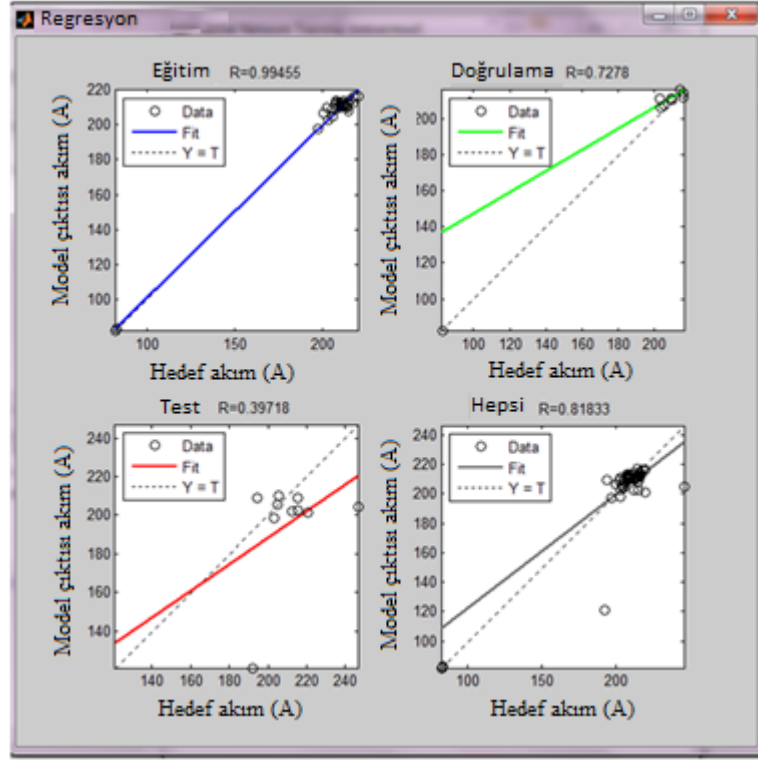 Regresyon
Eğitim R=0.99455
Model çıktısı akım (A)
220
200
180
160
140
120
100
Data
Fit
Y = T
100 150 200
Hedef akım (A)
Doğrulama R=0.7278
Model çıktısı akım (A)
200
180
160
140
120
100
Data
Fit
Y = T
100 120 140 160 180 200
Hedef akım (A)
Test R=0.39718
Model çıktısı akım (A)
240
220
200
180
160
140
Data
Fit
Y = T
140 160 180 200 220 240
Hedef akım (A)
Hepsi R=0.81833
Model çıktısı akım (A)
240
220
200
180
160
140
120
100
Data
Fit
Y = T
100 150 200
Hedef akım (A)